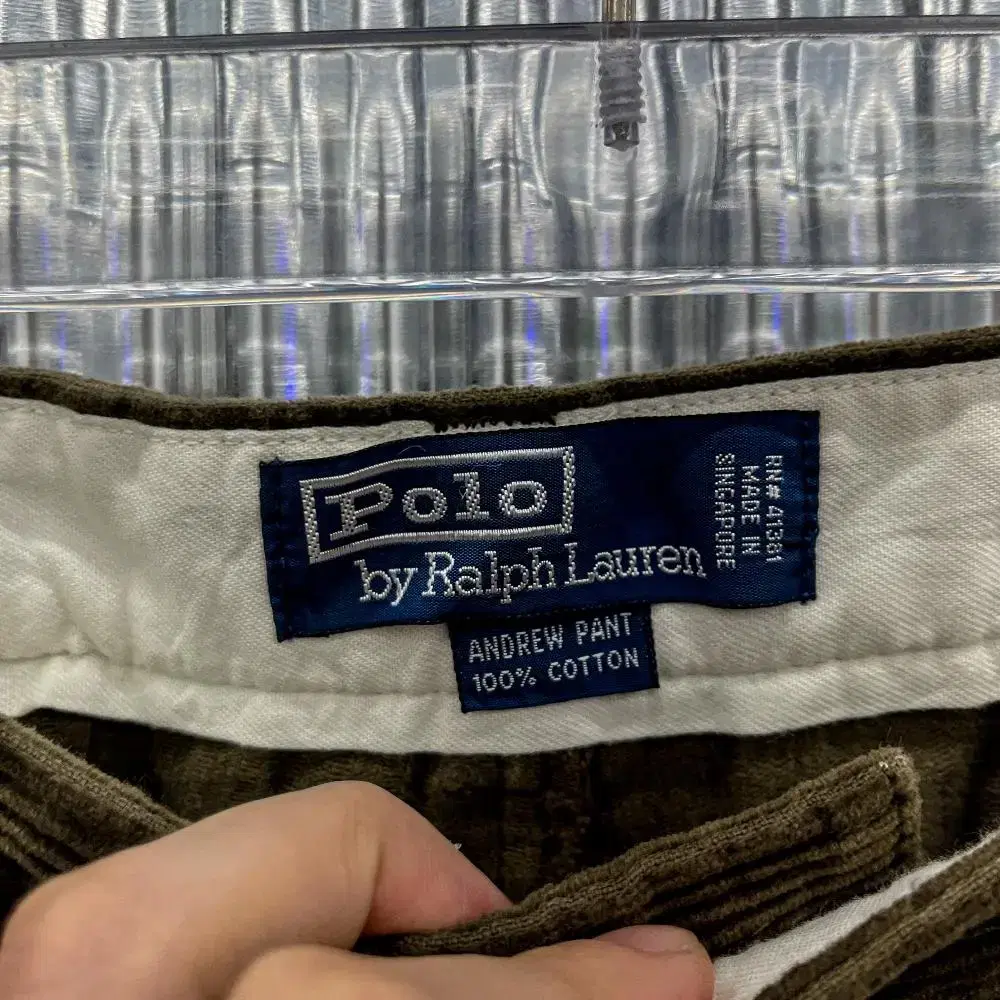 Polo
by Ralph Lauren
RN# 41381
MADE IN
SINGAPORE
ANDREW PANT
100% COTTON